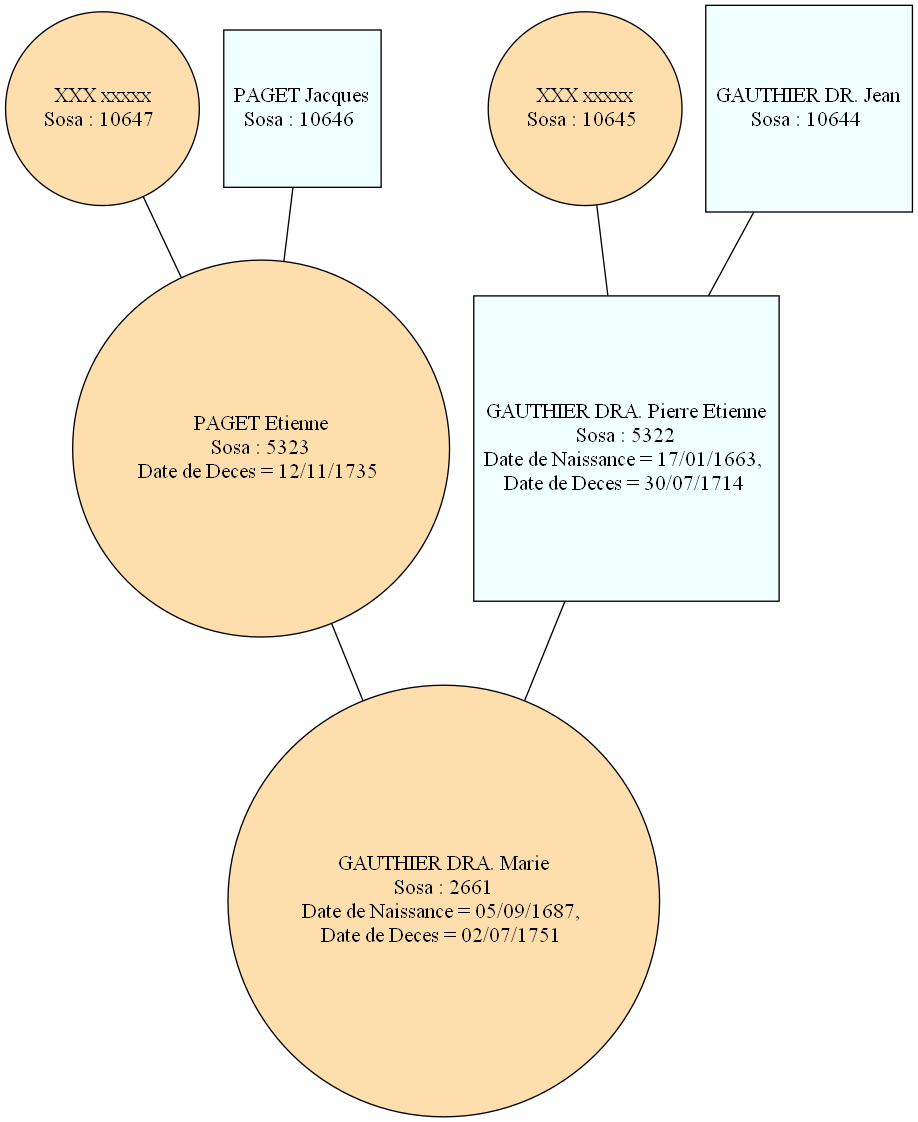 XXX xxxxx
Sosa : 10647
PAGET Jacques
Sosa : 10646
XXX xxxxx
Sosa : 10645
GAUTHIER DR. Jean
Sosa : 10644
PAGET Etienne
Sosa : 5323
Date de Deces = 12/11/1735
GAUTHIER DRA. Pierre Etienne
Sosa : 5322
Date de Naissance = 17/01/1663,
Date de Deces = 30/07/1714
GAUTHIER DRA. Marie
Sosa : 2661
Date de Naissance = 05/09/1687,
Date de Deces = 02/07/1751